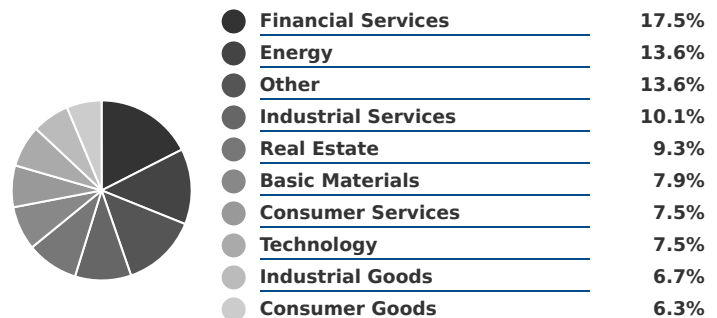 Financial Services 17.5%
Energy 13.6%
Other 13.6%
Industrial Services 10.1%
Real Estate 9.3%
Basic Materials 7.9%
Consumer Services 7.5%
Technology 7.5%
Industrial Goods 6.7%
Consumer Goods 6.3%